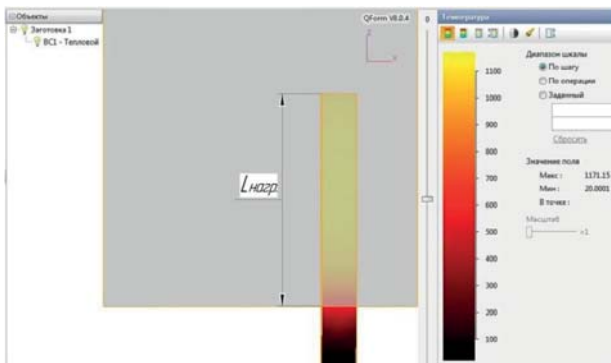 Объекты
Заготовка 1
ВС1 - Тепловой
QForm V8.0.4
z
Lнагр.
0
Температура
1100
1000
900
800
700
600
500
400
300
200
100
Диапазон шкалы
По шагу
По операции
Заданный
Сбросить
Значение поля
Макс : 1171.15
Мин : 20.0001
В точке :
Масштаб
x1